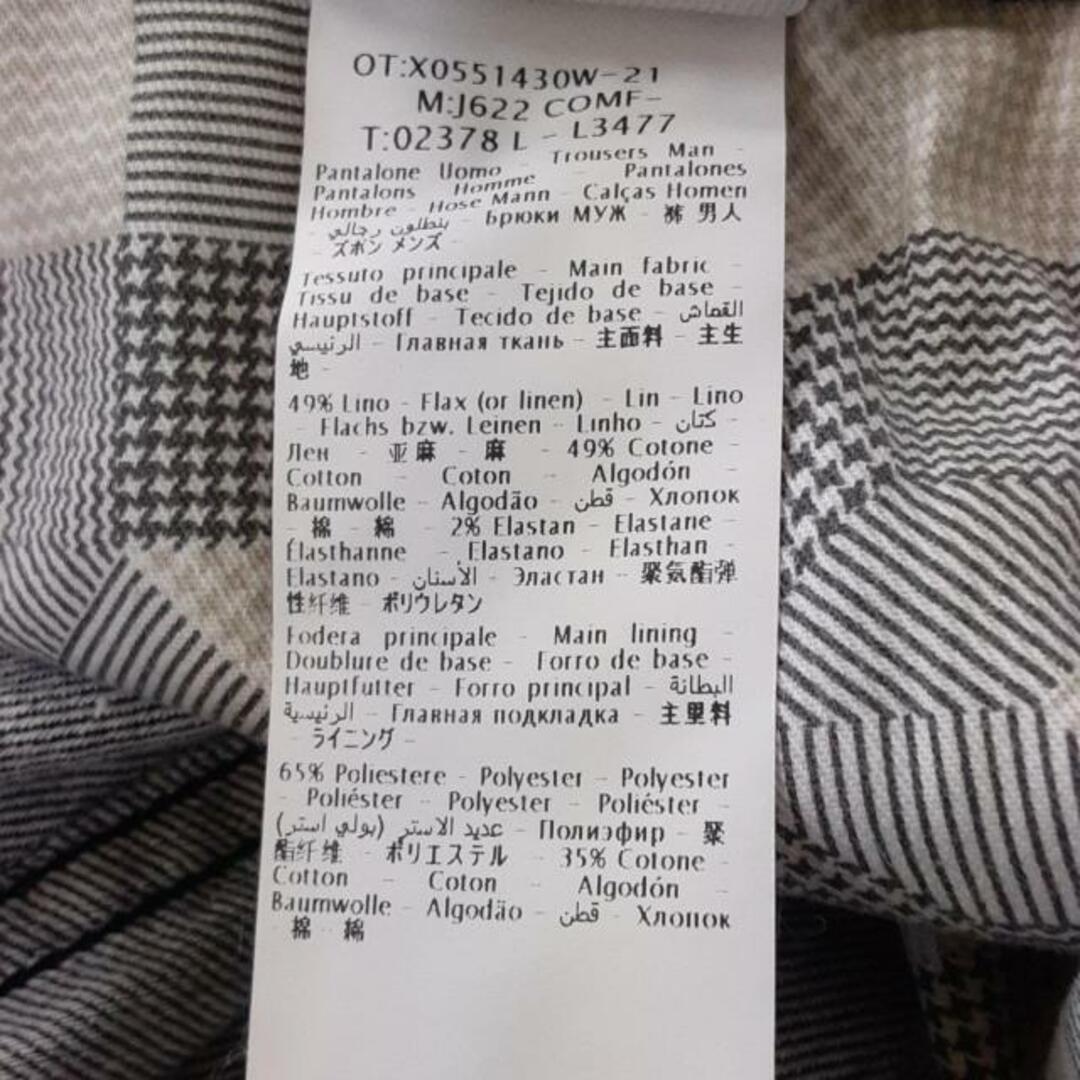 OT:X0551430W-21
M:J622 COMF-
T:02378 L - L3477
Pantalone Uomo - Trousers Man -
Pantalons Homme - Pantalones
Hombre - Hose Mann - Calças Homen
- بنطلون رجالي - Брюки МУЖ - 裤 男人
- ズボン メンズ -
Tessuto principale - Main fabric -
Tissu de base - Tejido de base -
Hauptstoff - Tecido de base - القماش
الرئيسي - Главная ткань - 主面料 - 主生
地 -
49% Lino - Flax (or linen) - Lin - Lino
- Flachs bzw. Leinen - Linho - كتان -
Лен - 亚麻 - 麻 - 49% Cotone -
Cotton - Coton - Algodón -
Baumwolle - Algodão - قطن - Хлопок
- 棉 - 綿 - 2% Elastan - Elastane -
Élasthanne - Elastano - Elasthan -
Elastano - الأستان - Эластан - 聚氨酯弹
性纤维 - ポリウレタン
Fodera principale - Main lining -
Doublure de base - Forro de base -
Hauptfutter - Forro principal - البطانة
الرئيسية - Главная подкладка - 主里料
- ライニング -
65% Poliestere - Polyester - Polyester
- Poliéster - Polyester - Poliéster -
عديد الاستر (بولي استر) - Полиэфир - 聚
酯纤维 - ポリエステル - 35% Cotone -
Cotton - Coton - Algodón -
Baumwolle - Algodão - قطن - Хлопок
- 棉 - 綿